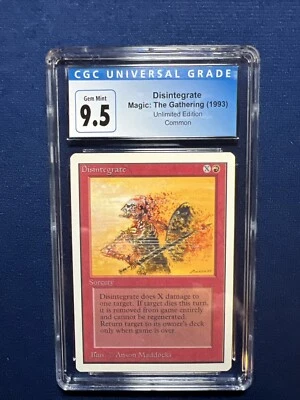 CGC UNIVERSAL GRADE
Gem Mint
9.5
Disintegrate
Magic: The Gathering (1993)
Unlimited Edition
Common
Disintegrate
X
Sorcery
Disintegrate does X damage to
one target. If target dies this turn,
it is removed from game entirely
and cannot be regenerated.
Return target to its owner's deck
only when game is over.
Illus. Anson Maddocks